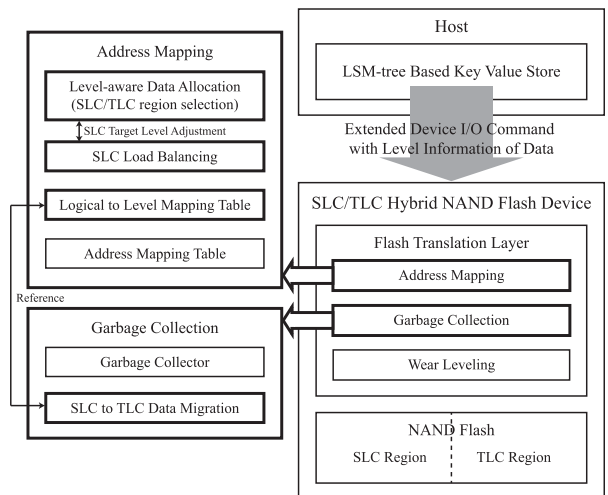 Address Mapping
Level-aware Data Allocation
(SLC/TLC region selection)
SLC Target Level Adjustment
SLC Load Balancing
Logical to Level Mapping Table
Address Mapping Table
Reference
Garbage Collection
Garbage Collector
SLC to TLC Data Migration
Host
LSM-tree Based Key Value Store
Extended Device I/O Command
with Level Information of Data
SLC/TLC Hybrid NAND Flash Device
Flash Translation Layer
Address Mapping
Garbage Collection
Wear Leveling
NAND Flash
SLC Region
TLC Region